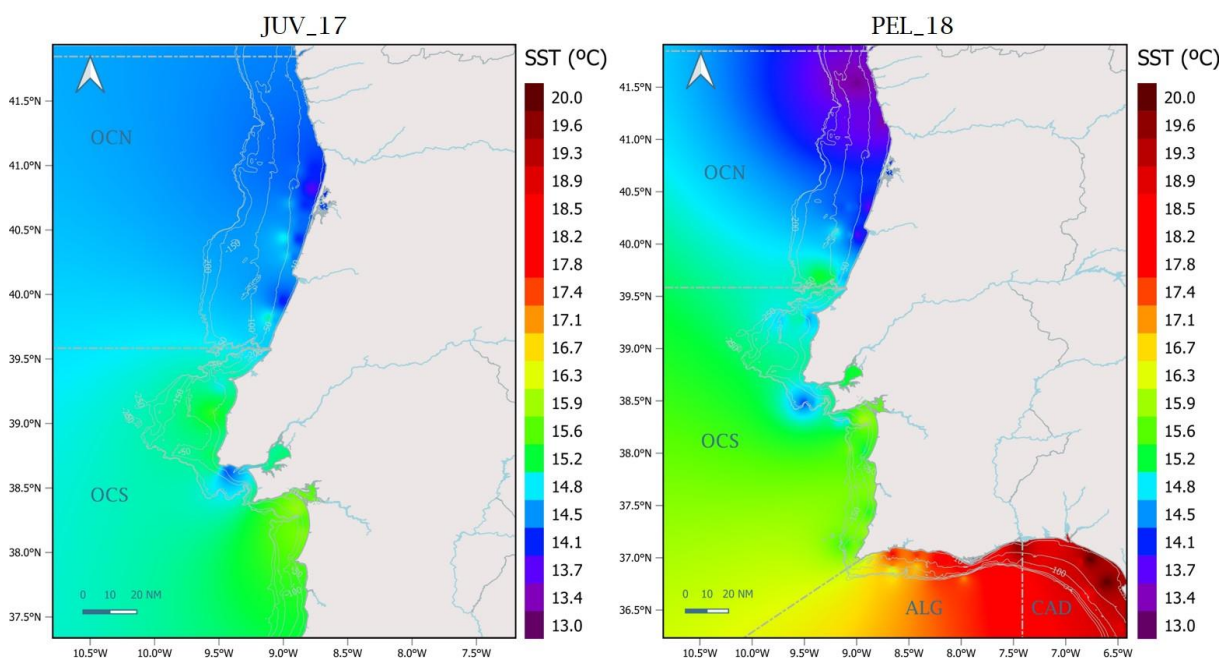 JUV_17
SST (ºC)
20.0
19.6
19.3
18.9
18.5
18.2
17.8
17.4
17.1
16.7
16.3
15.9
15.6
15.2
14.8
14.5
14.1
13.7
13.4
13.0
41.5°N
41.0°N
40.5°N
40.0°N
39.5°N
39.0°N
38.5°N
38.0°N
37.5°N
OCN
-200
-150
-100
OCS
-50
-100
0 10 20 NM
10.5°W 10.0°W 9.5°W 9.0°W 8.5°W 8.0°W 7.5°W
PEL_18
SST (ºC)
20.0
19.6
19.3
18.9
18.5
18.2
17.8
17.4
17.1
16.7
16.3
15.9
15.6
15.2
14.8
14.5
14.1
13.7
13.4
13.0
41.5°N
41.0°N
40.5°N
40.0°N
39.5°N
39.0°N
38.5°N
38.0°N
37.5°N
37.0°N
36.5°N
OCN
-200
-150
OCS
-100
ALG
CAD
0 10 20 NM
10.5°W 10.0°W 9.5°W 9.0°W 8.5°W 8.0°W 7.5°W 7.0°W 6.5°W